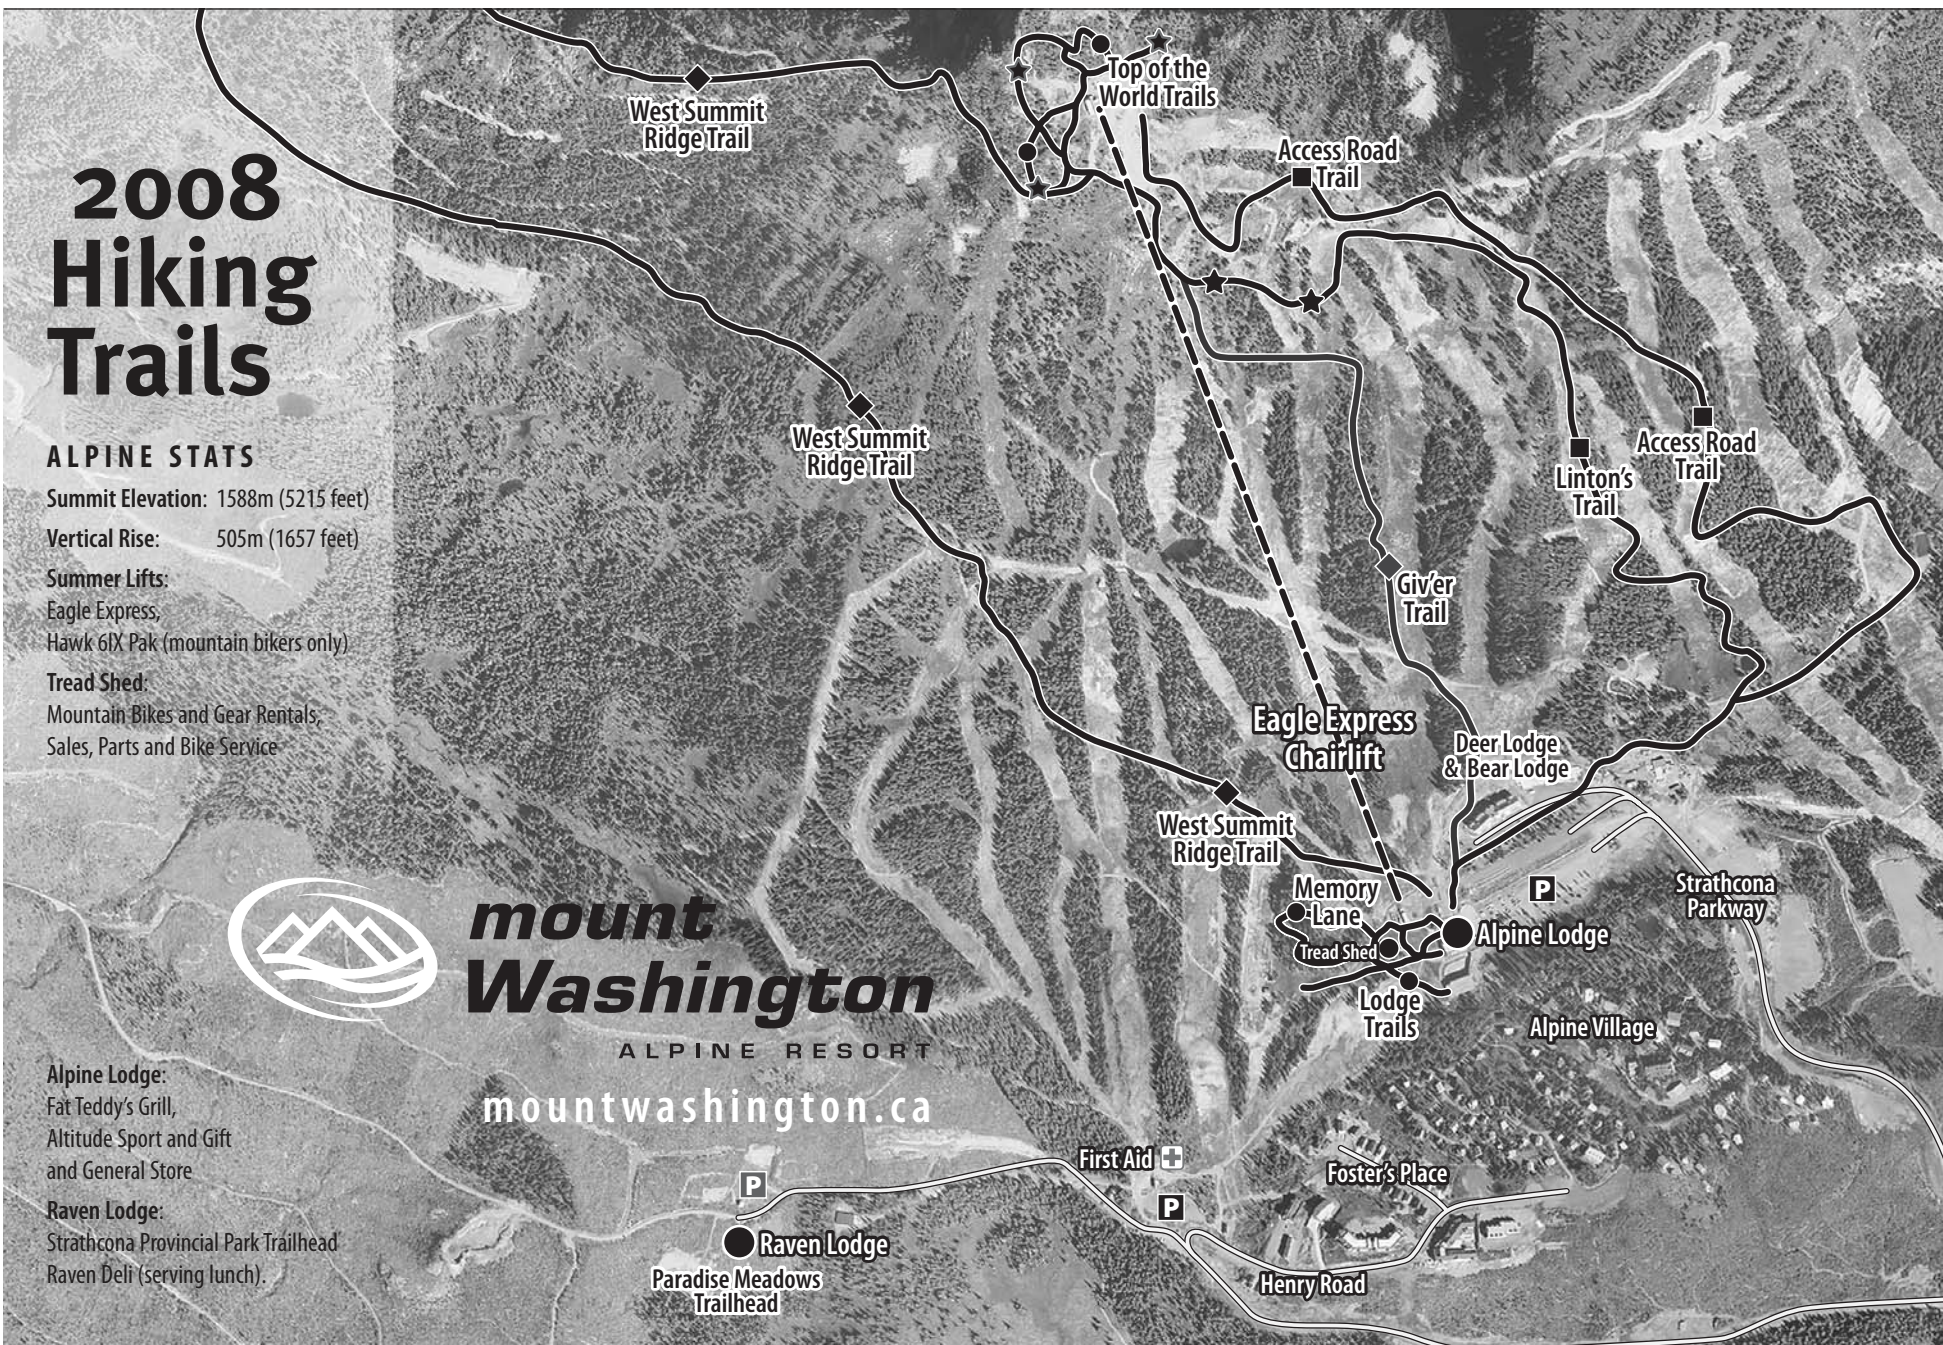 2008
Hiking
Trails
ALPINE STATS
Summit Elevation: 1588m (5215 feet)
Vertical Rise: 505m (1657 feet)
Summer Lifts:
Eagle Express,
Hawk 6IX Pak (mountain bikers only)
Tread Shed:
Mountain Bikes and Gear Rentals,
Sales, Parts and Bike Service
mount
Washington
ALPINE RESORT
mountwashington.ca
Alpine Lodge:
Fat Teddy's Grill,
Altitude Sport and Gift
and General Store
Raven Lodge:
Strathcona Provincial Park Trailhead
Raven Deli (serving lunch).
West Summit
Ridge Trail
Top of the
World Trails
Access Road
Trail
West Summit
Ridge Trail
Linton's
Trail
Access Road
Trail
Giv'er
Trail
Eagle Express
Chairlift
Deer Lodge
& Bear Lodge
West Summit
Ridge Trail
Memory
Lane
P
Strathcona
Parkway
Tread Shed
Alpine Lodge
Lodge
Trails
Alpine Village
First Aid
P
P
Foster's Place
Raven Lodge
Paradise Meadows
Trailhead
Henry Road